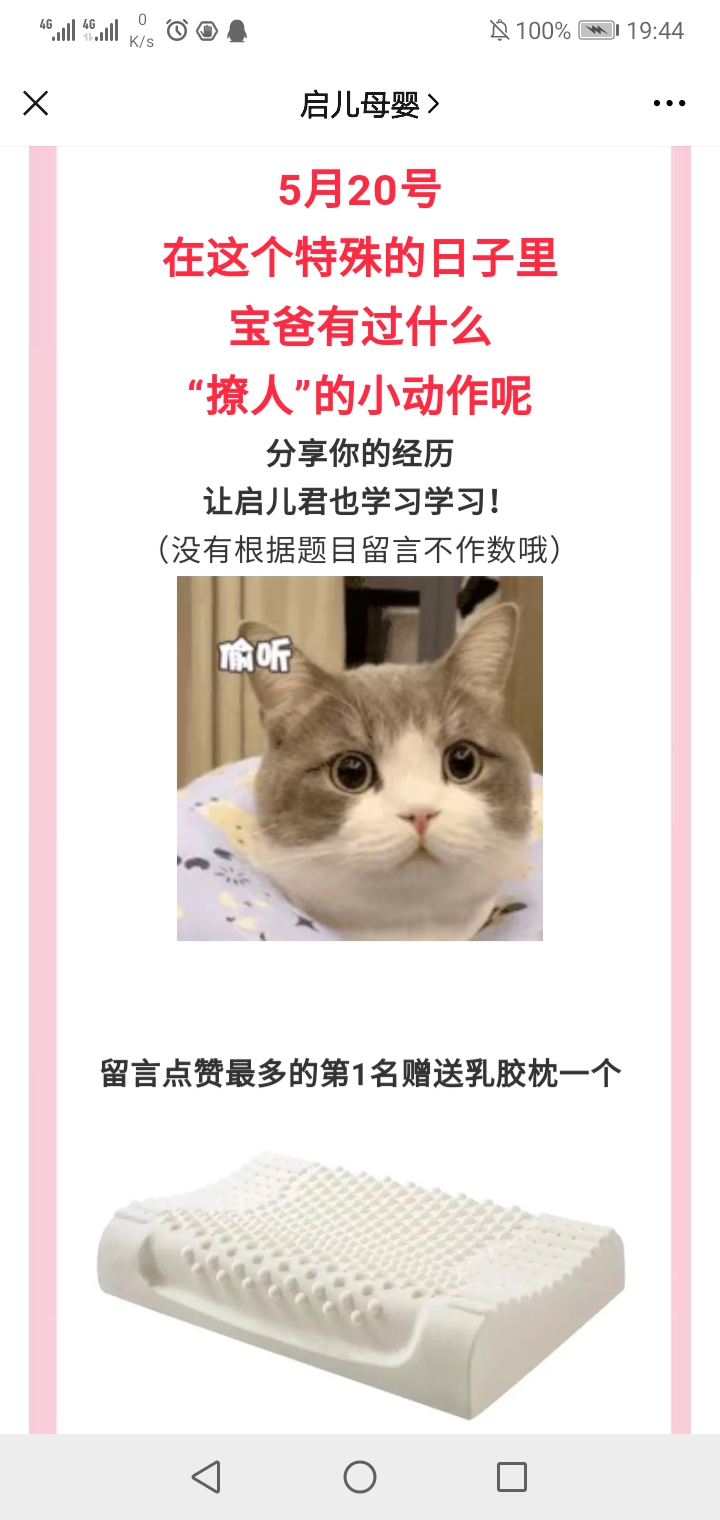 4G 4G 0 K/s 100% 19:44
启儿母婴
5月20号
在这个特殊的日子里
宝爸有过什么
“撩人”的小动作呢
分享你的经历
让启儿君也学习学习！
（没有根据题目留言不作数哦）
偷听
留言点赞最多的第1名赠送乳胶枕一个